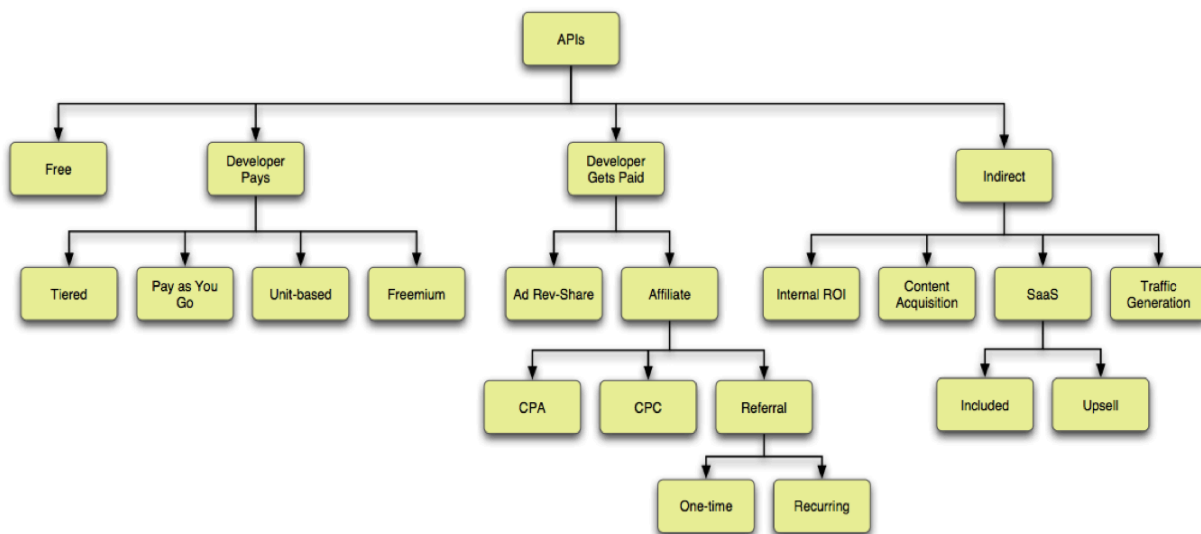 APIs
Free
Developer
Pays
Developer
Gets Paid
Indirect
Tiered
Pay as You
Go
Unit-based
Freemium
Ad Rev-Share
Affiliate
Internal ROI
Content
Acquisition
SaaS
Traffic
Generation
CPA
CPC
Referral
Included
Upsell
One-time
Recurring